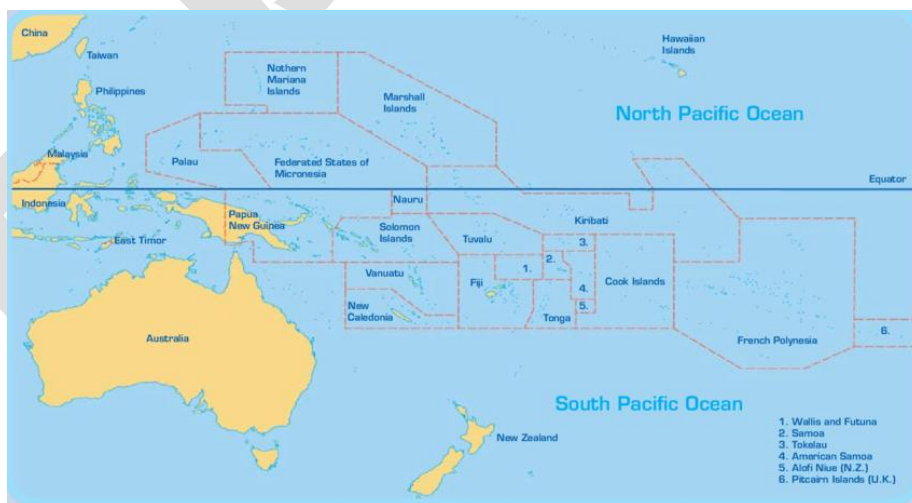 China
Taiwan
Philippines
Malaysia
Indonesia
East Timor
Palau
Nothern
Mariana
Islands
Marshall
Islands
Federated States of
Micronesia
Hawaiian
Islands
North Pacific Ocean
Equator
Nauru
Papua
New Guinea
Solomon
Islands
Tuvalu
Kiribati
Vanuatu
New
Caledonia
Fiji
1.
2.
3.
4.
5.
Tonga
Cook Islands
French Polynesia
6.
Australia
New Zealand
South Pacific Ocean
1. Wallis and Futuna
2. Samoa
3. Tokelau
4. American Samoa
5. Alofi Niue (N.Z.)
6. Pitcairn Islands (U.K.)